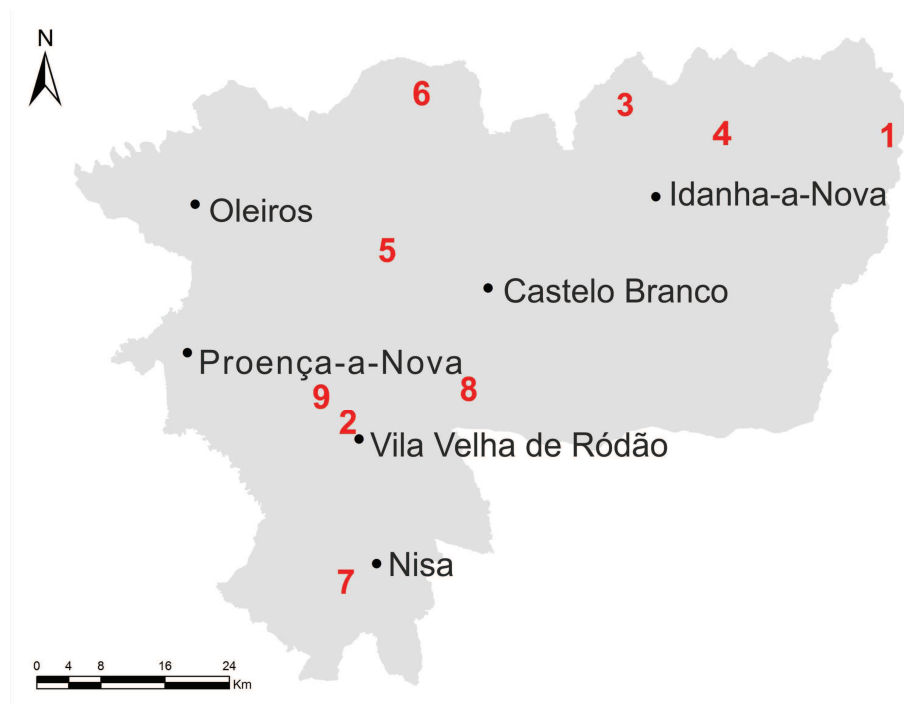 N
6
3
4
1
Oleiros
Idanha-a-Nova
5
Castelo Branco
Proença-a-Nova
9
8
2
Vila Velha de Ródão
Nisa
7
0 4 8 16 24
Km